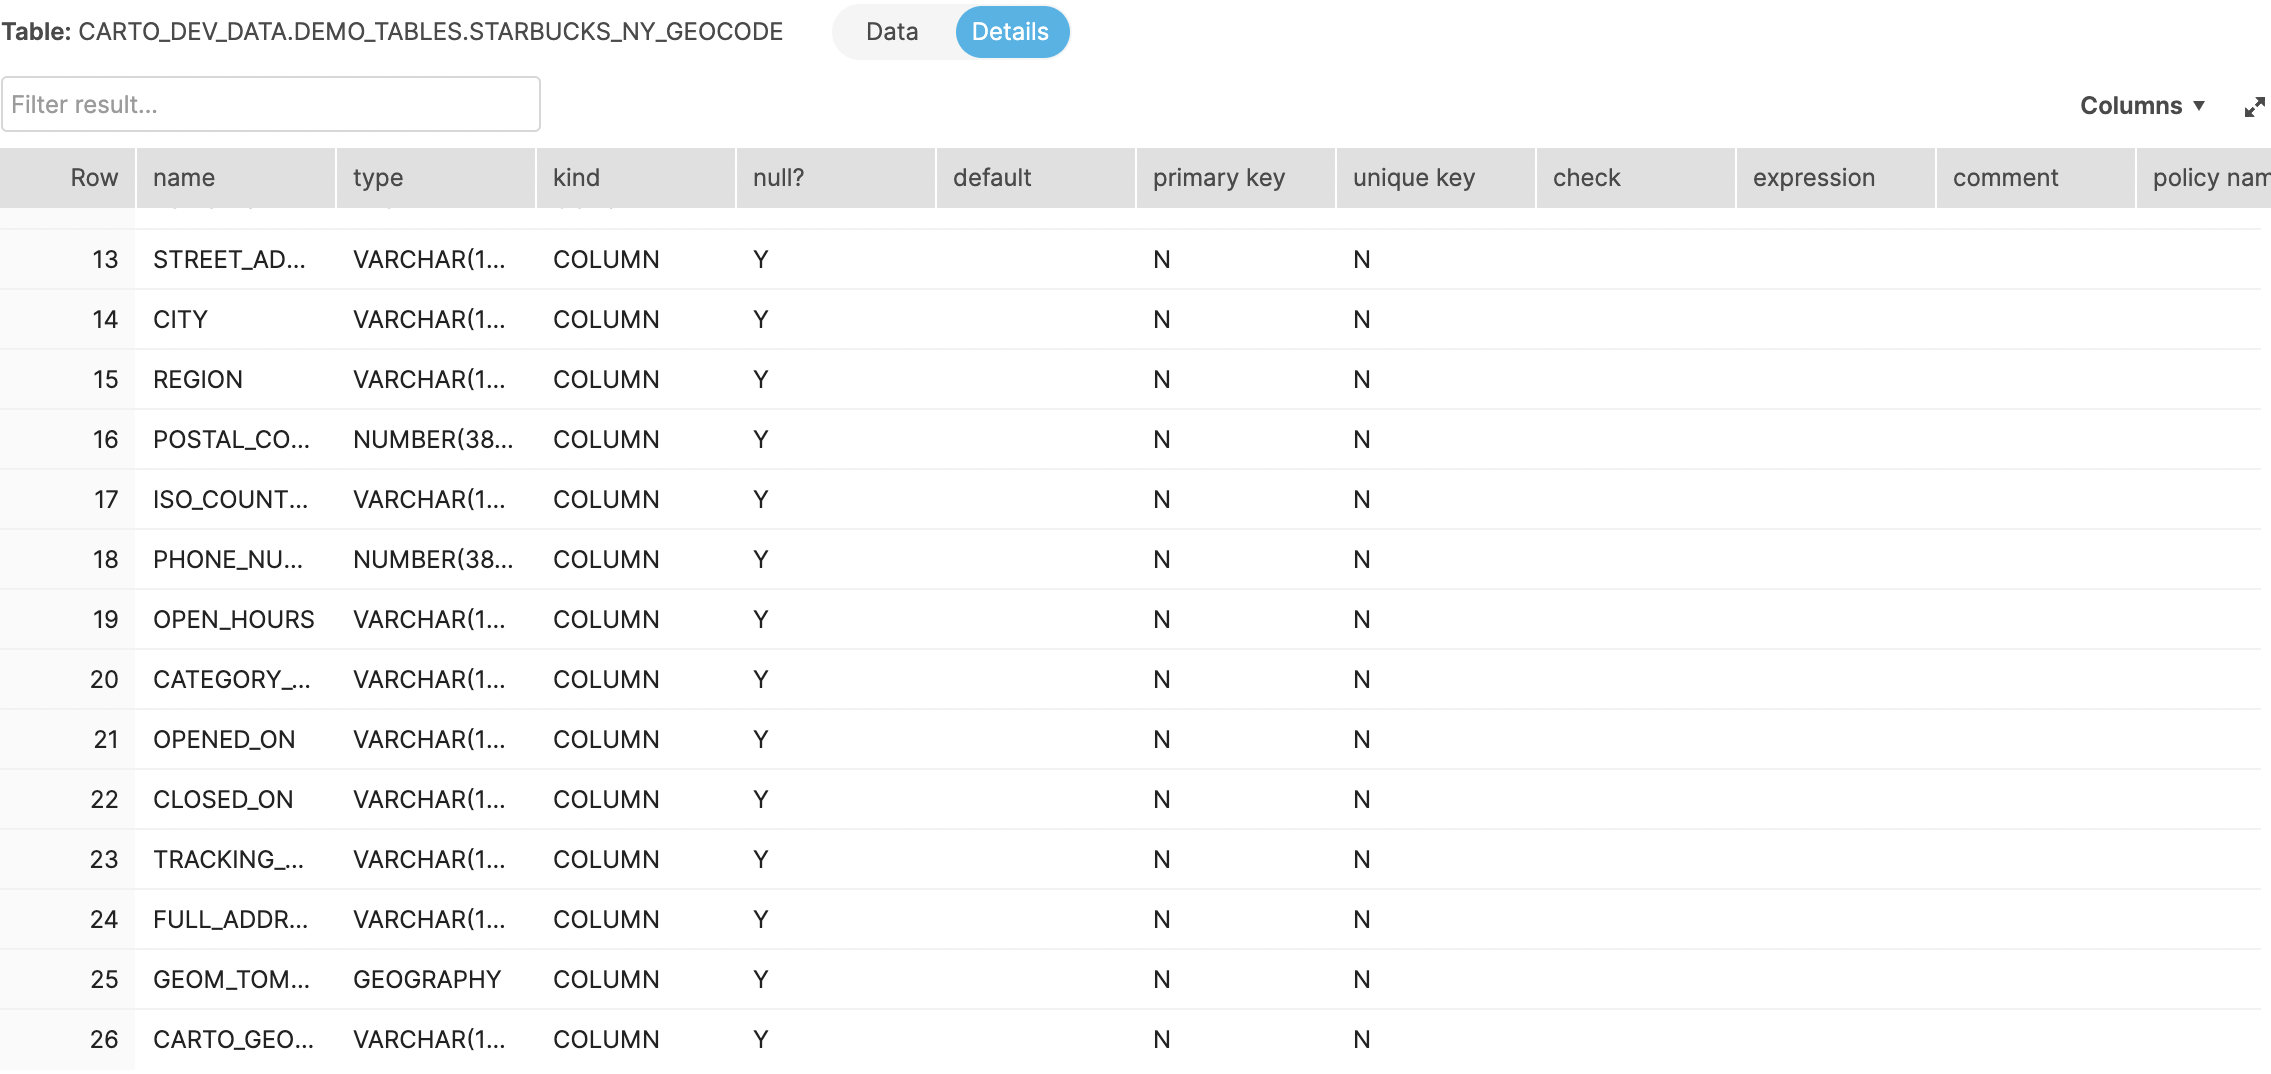 Table: CARTO_DEV_DATA.DEMO_TABLES.STARBUCKS_NY_GEOCODE Data Details
Filter result... Columns
Row name type kind null? default primary key unique key check expression comment policy nam
13 STREET_AD... VARCHAR(1... COLUMN Y N N
14 CITY VARCHAR(1... COLUMN Y N N
15 REGION VARCHAR(1... COLUMN Y N N
16 POSTAL_CO... NUMBER(38... COLUMN Y N N
17 ISO_COUNT... VARCHAR(1... COLUMN Y N N
18 PHONE_NU... NUMBER(38... COLUMN Y N N
19 OPEN_HOURS VARCHAR(1... COLUMN Y N N
20 CATEGORY_... VARCHAR(1... COLUMN Y N N
21 OPENED_ON VARCHAR(1... COLUMN Y N N
22 CLOSED_ON VARCHAR(1... COLUMN Y N N
23 TRACKING_... VARCHAR(1... COLUMN Y N N
24 FULL_ADDR... VARCHAR(1... COLUMN Y N N
25 GEOM_TOM... GEOGRAPHY COLUMN Y N N
26 CARTO_GEO... VARCHAR(1... COLUMN Y N N